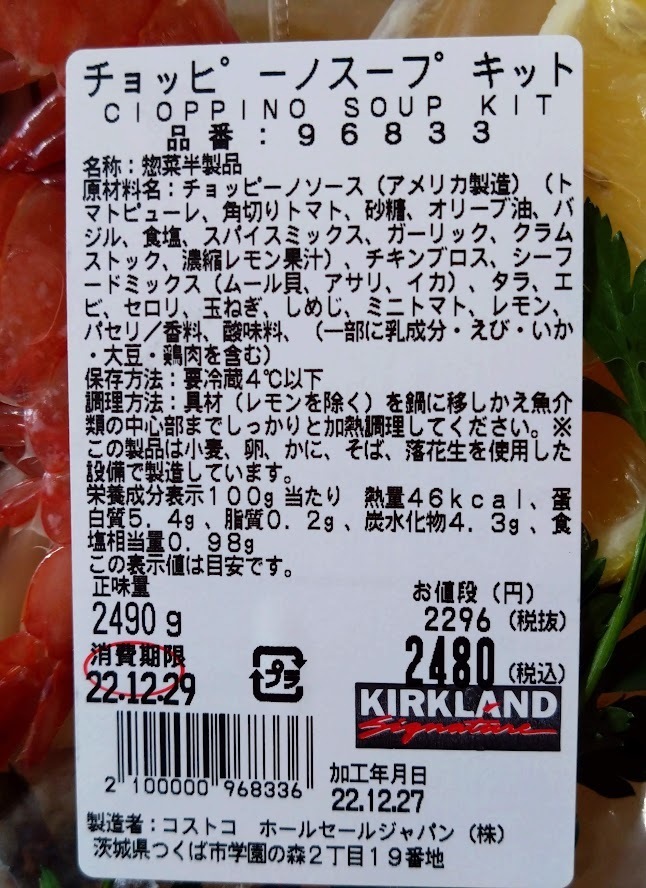 チョッピーノスープ キット
CIOPPINO SOUP KIT
品番:96833
名称:惣菜半製品
原材料名:チョッピーノソース(アメリカ製造)(ト
マトピューレ、角切りトマト、砂糖、オリーブ油、バ
ジル、食塩、スパイスミックス、ガーリック、クラム
ストック、濃縮レモン果汁)、チキンブロス、シーフ
ードミックス(ムール貝、アサリ、イカ)、タラ、エ
ビ、セロリ、玉ねぎ、しめじ、ミニトマト、レモン、
パセリ/香料、酸味料、(一部に乳成分・えび・いか
・大豆・鶏肉を含む)
保存方法:要冷蔵4℃以下
調理方法:具材(レモンを除く)を鍋に移しかえ魚介
類の中心部までしっかりと加熱調理してください。※
この製品は小麦、卵、かに、そば、落花生を使用した
設備で製造しています。
栄養成分表示100g当たり 熱量46kcal、蛋
白質5.4g、脂質0.2g、炭水化物4.3g、食
塩相当量0.98g
この表示値は目安です。
正味量 お値段(円)
2490g 2296(税抜)
消費期限 2480(税込)
22.12.29 プラ
KIRKLAND
Signature
2 100000 968336
加工年月日
22.12.27
製造者:コストコ ホールセールジャパン(株)
茨城県つくば市学園の森2丁目19番地